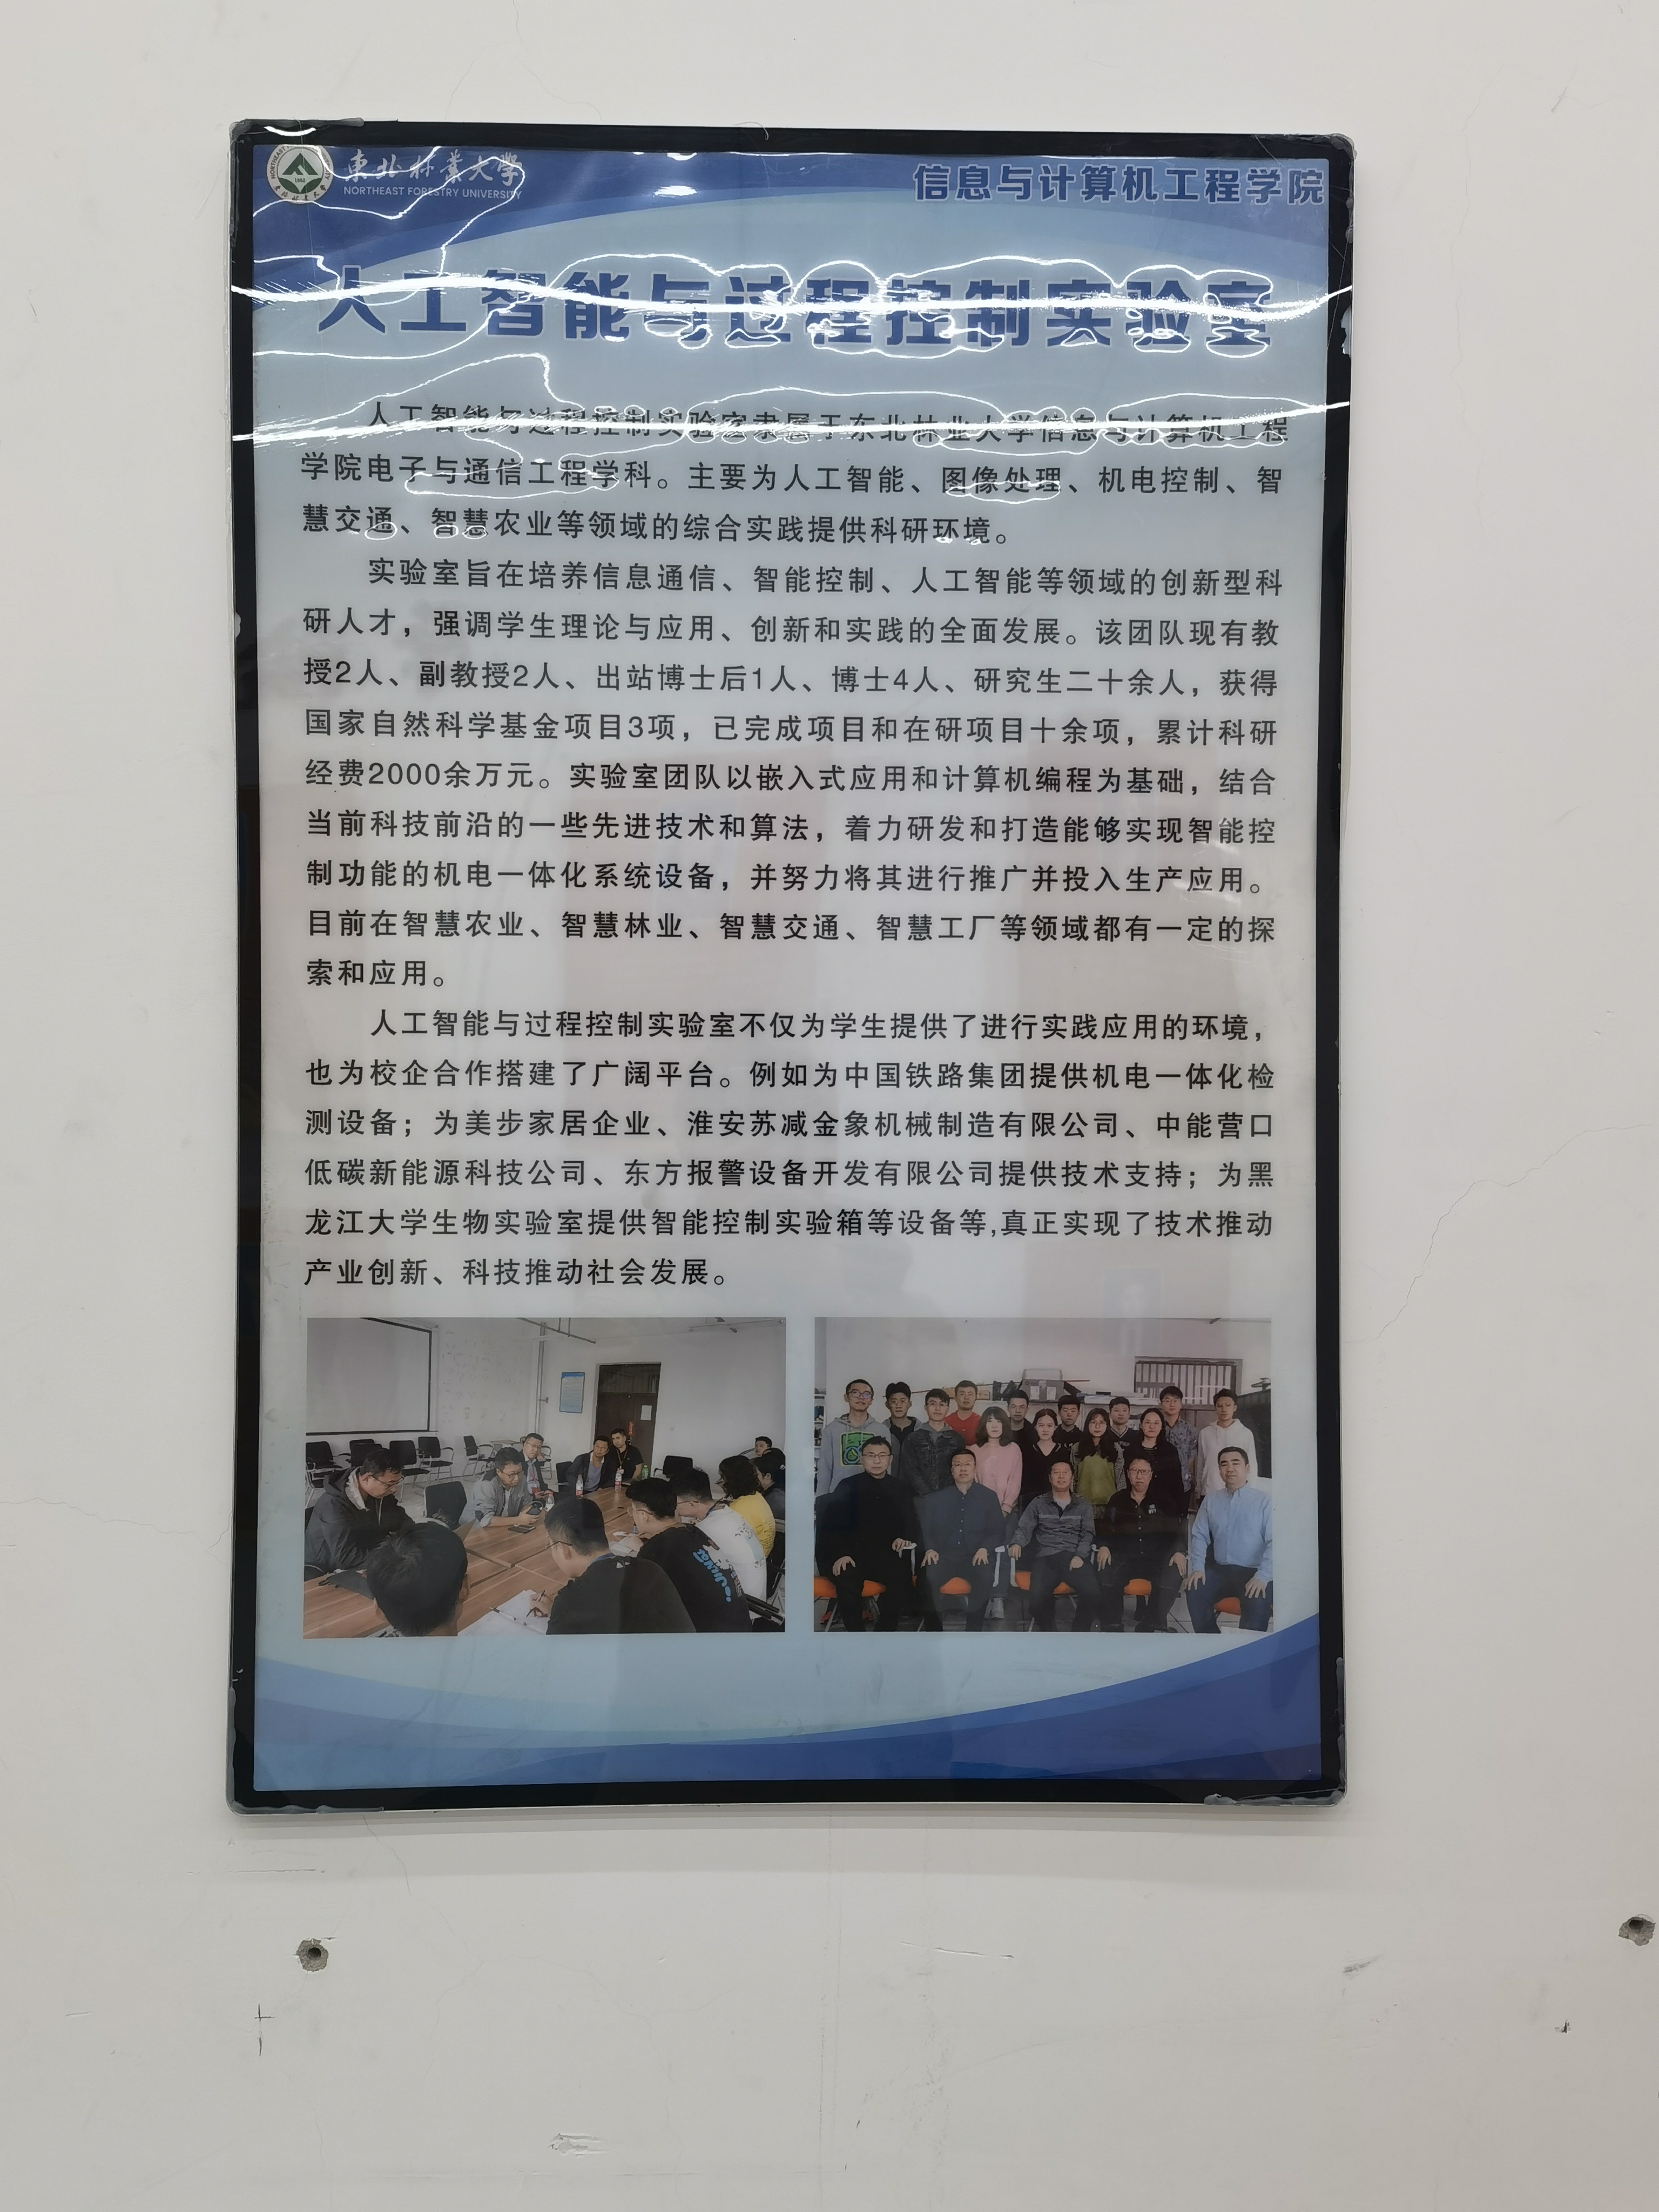 東北林業大学
NORTHEAST FORESTRY UNIVERSITY
信息与计算机工程学院
人工智能与过程控制实验室
人工智能与过程控制实验室隶属于东北林业大学信息与计算机工程
学院电子与通信工程学科。主要为人工智能、图像处理、机电控制、智
慧交通、智慧农业等领域的综合实践提供科研环境。
实验室旨在培养信息通信、智能控制、人工智能等领域的创新型科
研人才，强调学生理论与应用、创新和实践的全面发展。该团队现有教
授2人、副教授2人、出站博士后1人、博士4人、研究生二十余人，获得
国家自然科学基金项目3项，已完成项目和在研项目十余项，累计科研
经费2000余万元。实验室团队以嵌入式应用和计算机编程为基础，结合
当前科技前沿的一些先进技术和算法，着力研发和打造能够实现智能控
制功能的机电一体化系统设备，并努力将其进行推广并投入生产应用。
目前在智慧农业、智慧林业、智慧交通、智慧工厂等领域都有一定的探
索和应用。
人工智能与过程控制实验室不仅为学生提供了进行实践应用的环境，
也为校企合作搭建了广阔平台。例如为中国铁路集团提供机电一体化检
测设备；为美步家居企业、淮安苏减金象机械制造有限公司、中能营口
低碳新能源科技公司、东方报警设备开发有限公司提供技术支持；为黑
龙江大学生物实验室提供智能控制实验箱等设备等,真正实现了技术推动
产业创新、科技推动社会发展。